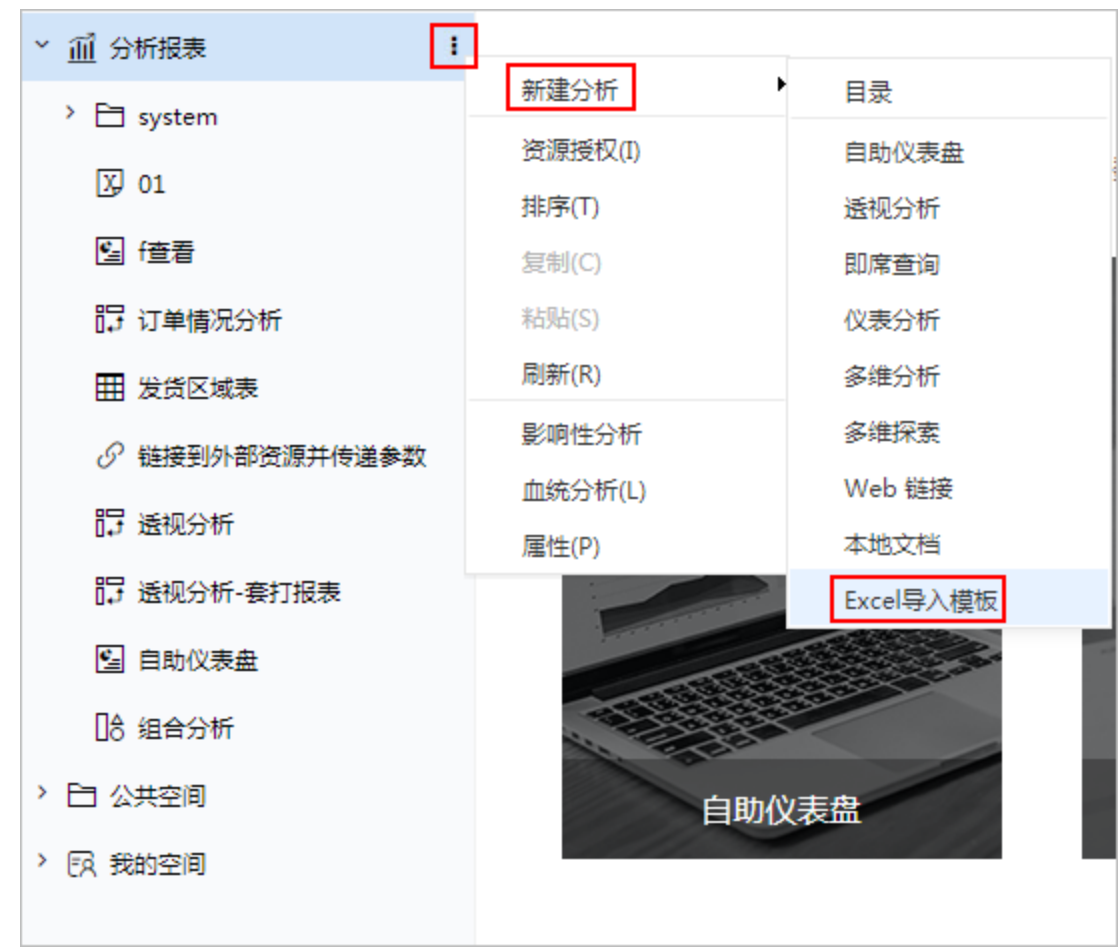 分析报表
system
01
f查看
订单情况分析
发货区域表
链接到外部资源并传递参数
透视分析
透视分析-套打报表
自助仪表盘
组合分析
公共空间
我的空间
新建分析
资源授权(I)
排序(T)
复制(C)
粘贴(S)
刷新(R)
影响性分析
血统分析(L)
属性(P)
目录
自助仪表盘
透视分析
即席查询
仪表分析
多维分析
多维探索
Web 链接
本地文档
Excel导入模板
自助仪表盘